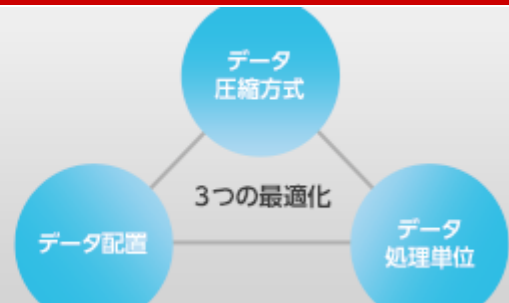 データ
圧縮方式
3つの最適化
データ配置
データ
処理単位